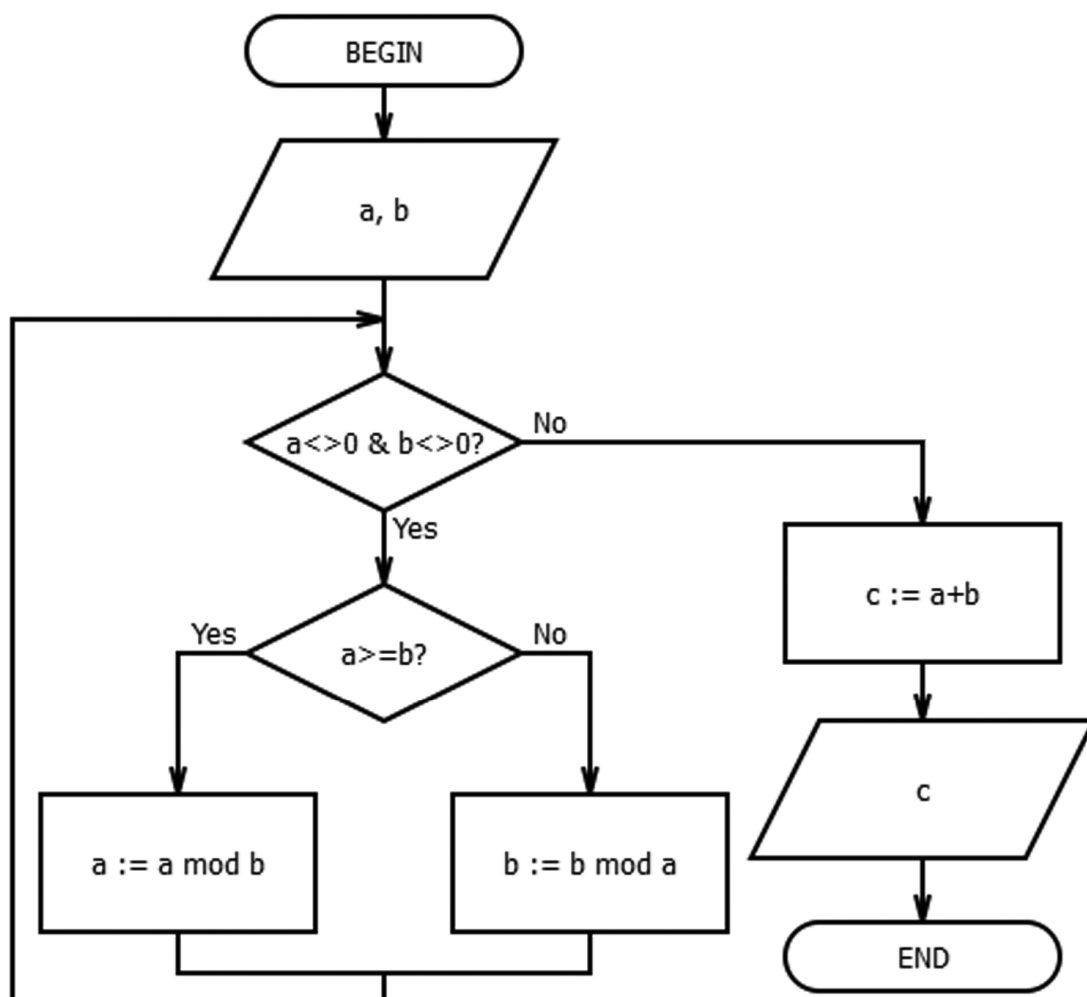 BEGIN
a, b
a<>0 & b<>0?
No
Yes
a>=b?
Yes
No
a := a mod b
b := b mod a
c := a+b
c
END